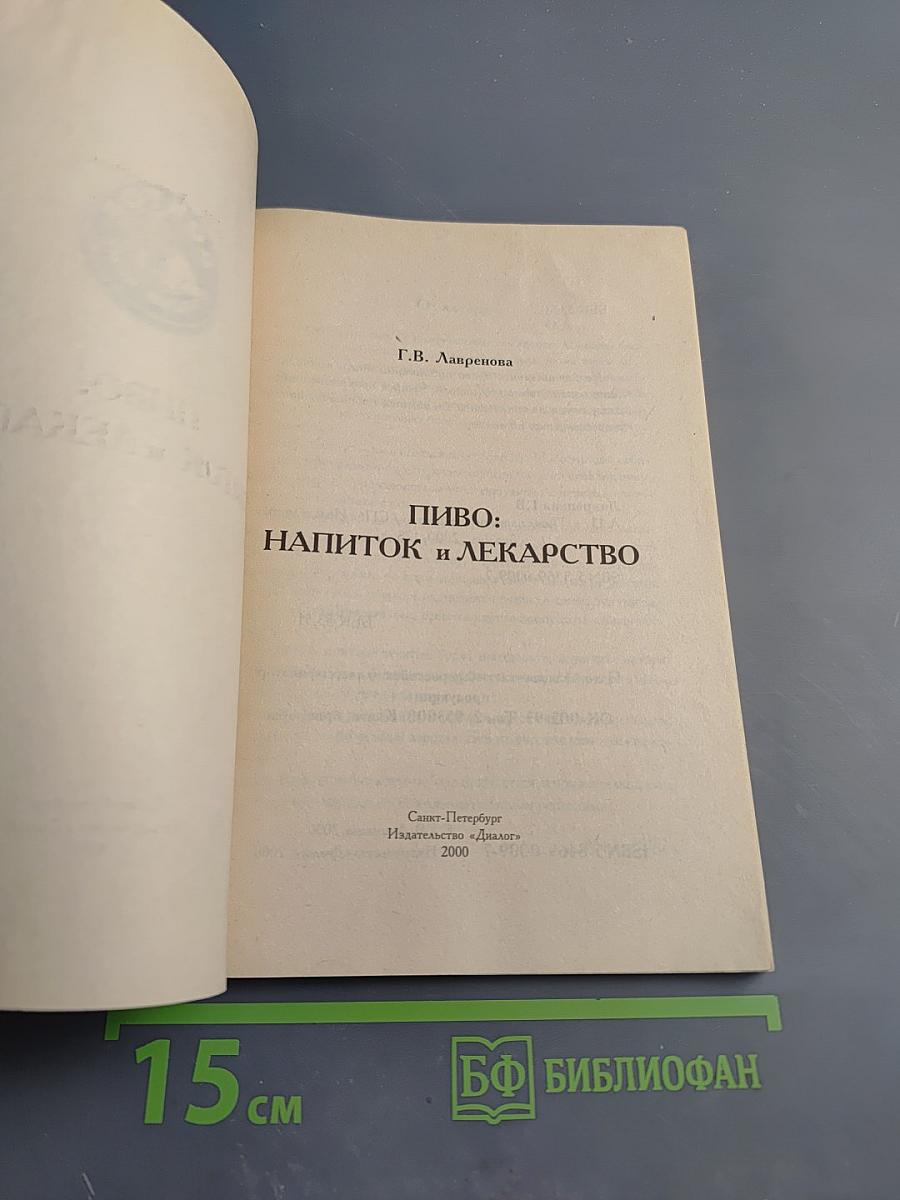 Г.В. Лавренова
ПИВО:
НАПИТОК и ЛЕКАРСТВО
Санкт-Петербург
Издательство «Диалог»
2000
15 см
БФ БИБЛИОФАН